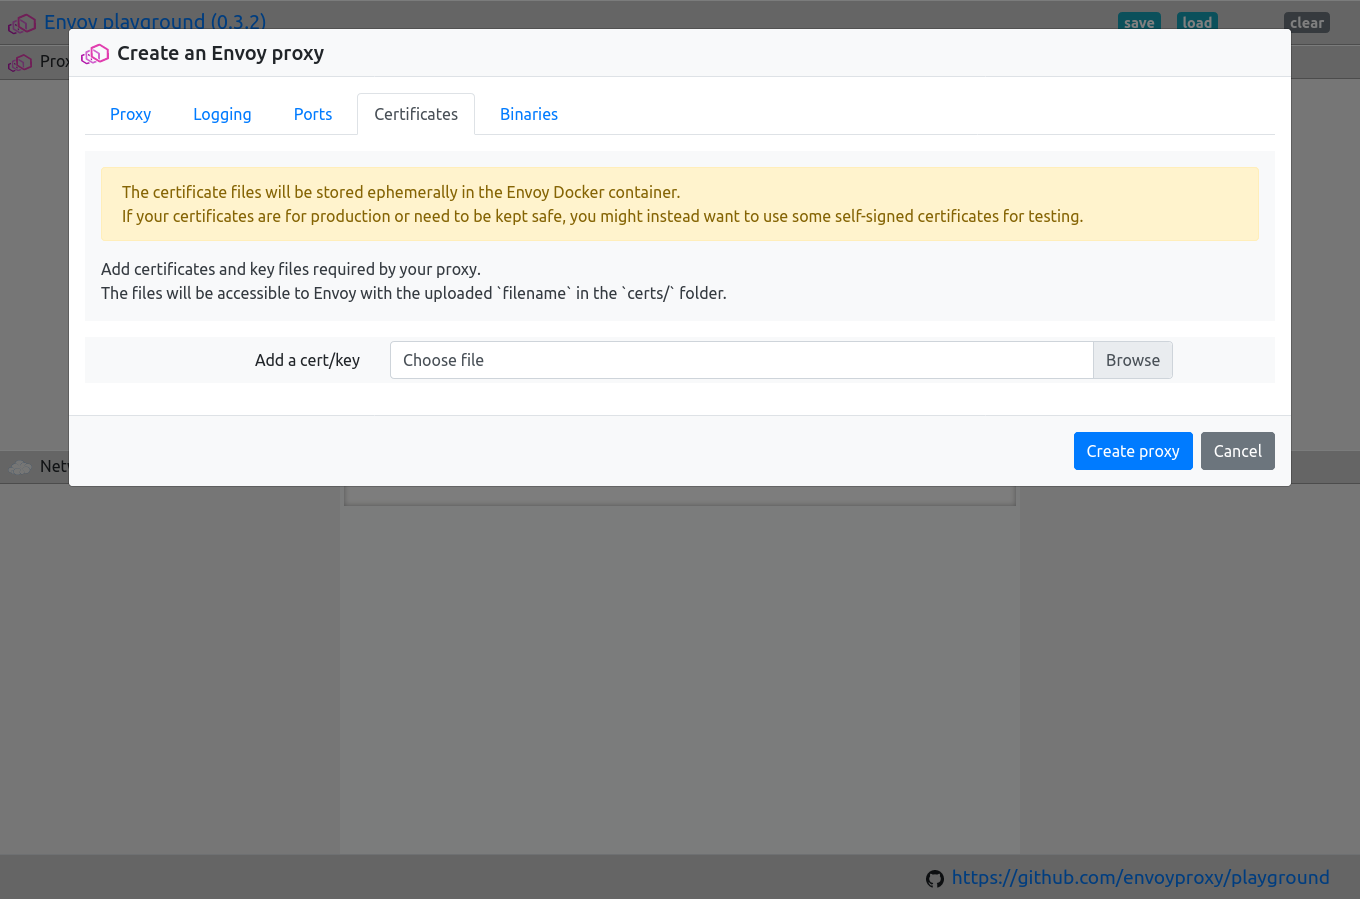 Envoy playground (0.3.2)
save
load
clear
Create an Envoy proxy
Proxy
Logging
Ports
Certificates
Binaries
The certificate files will be stored ephemerally in the Envoy Docker container.
If your certificates are for production or need to be kept safe, you might instead want to use some self-signed certificates for testing.
Add certificates and key files required by your proxy.
The files will be accessible to Envoy with the uploaded `filename` in the `certs/` folder.
Add a cert/key
Choose file
Browse
Create proxy
Cancel
https://github.com/envoyproxy/playground